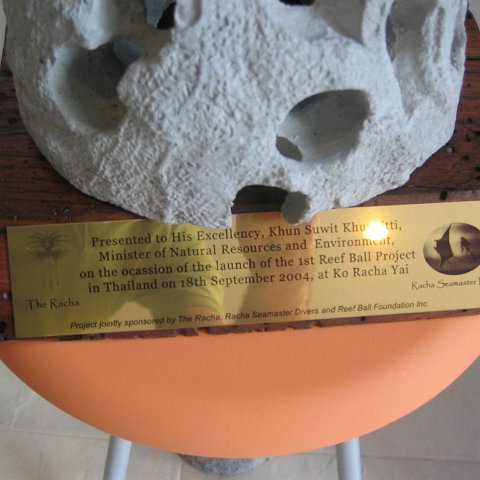 Presented to His Excellency, Khun Suwit Khunkitti,
Minister of Natural Resources and Environment,
on the ocassion of the launch of the 1st Reef Ball Project
in Thailand on 18th September 2004, at Ko Racha Yai
The Racha
Racha Seamaster
Project jointly sponsored by The Racha, Racha Seamaster Divers and Reef Ball Foundation Inc.